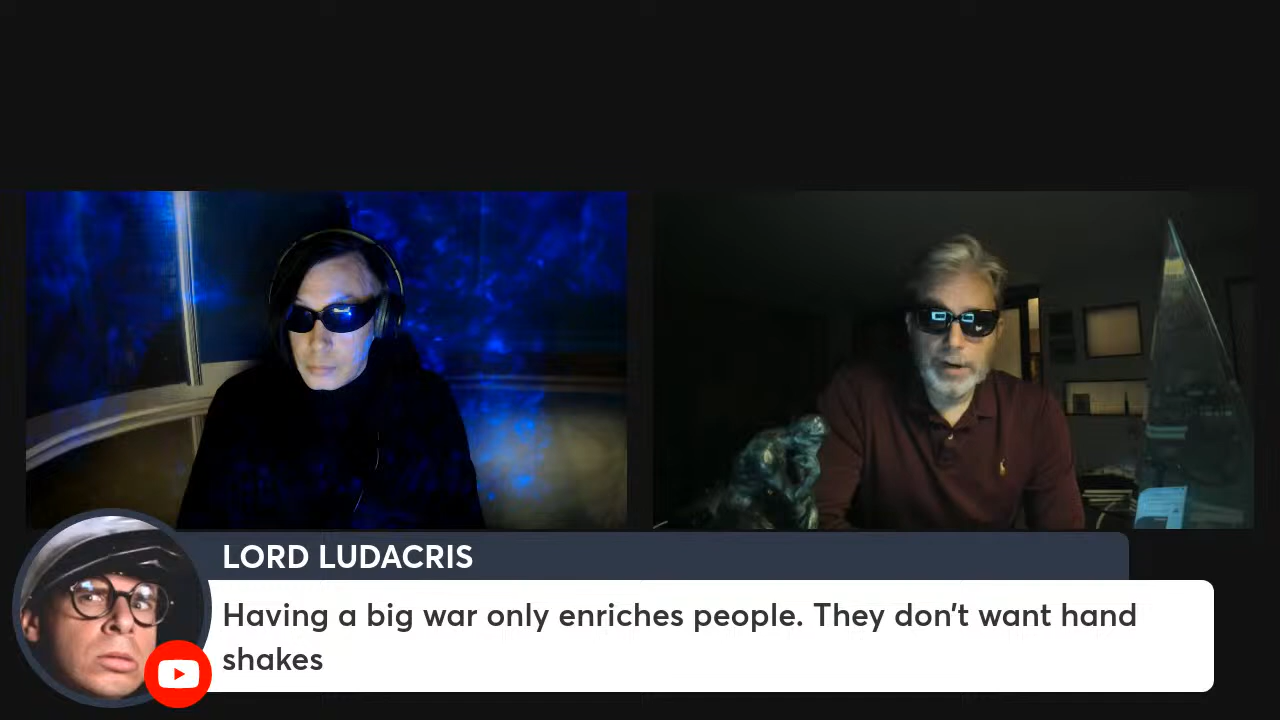 LORD LUDACRIS
Having a big war only enriches people. They don't want hand
shakes